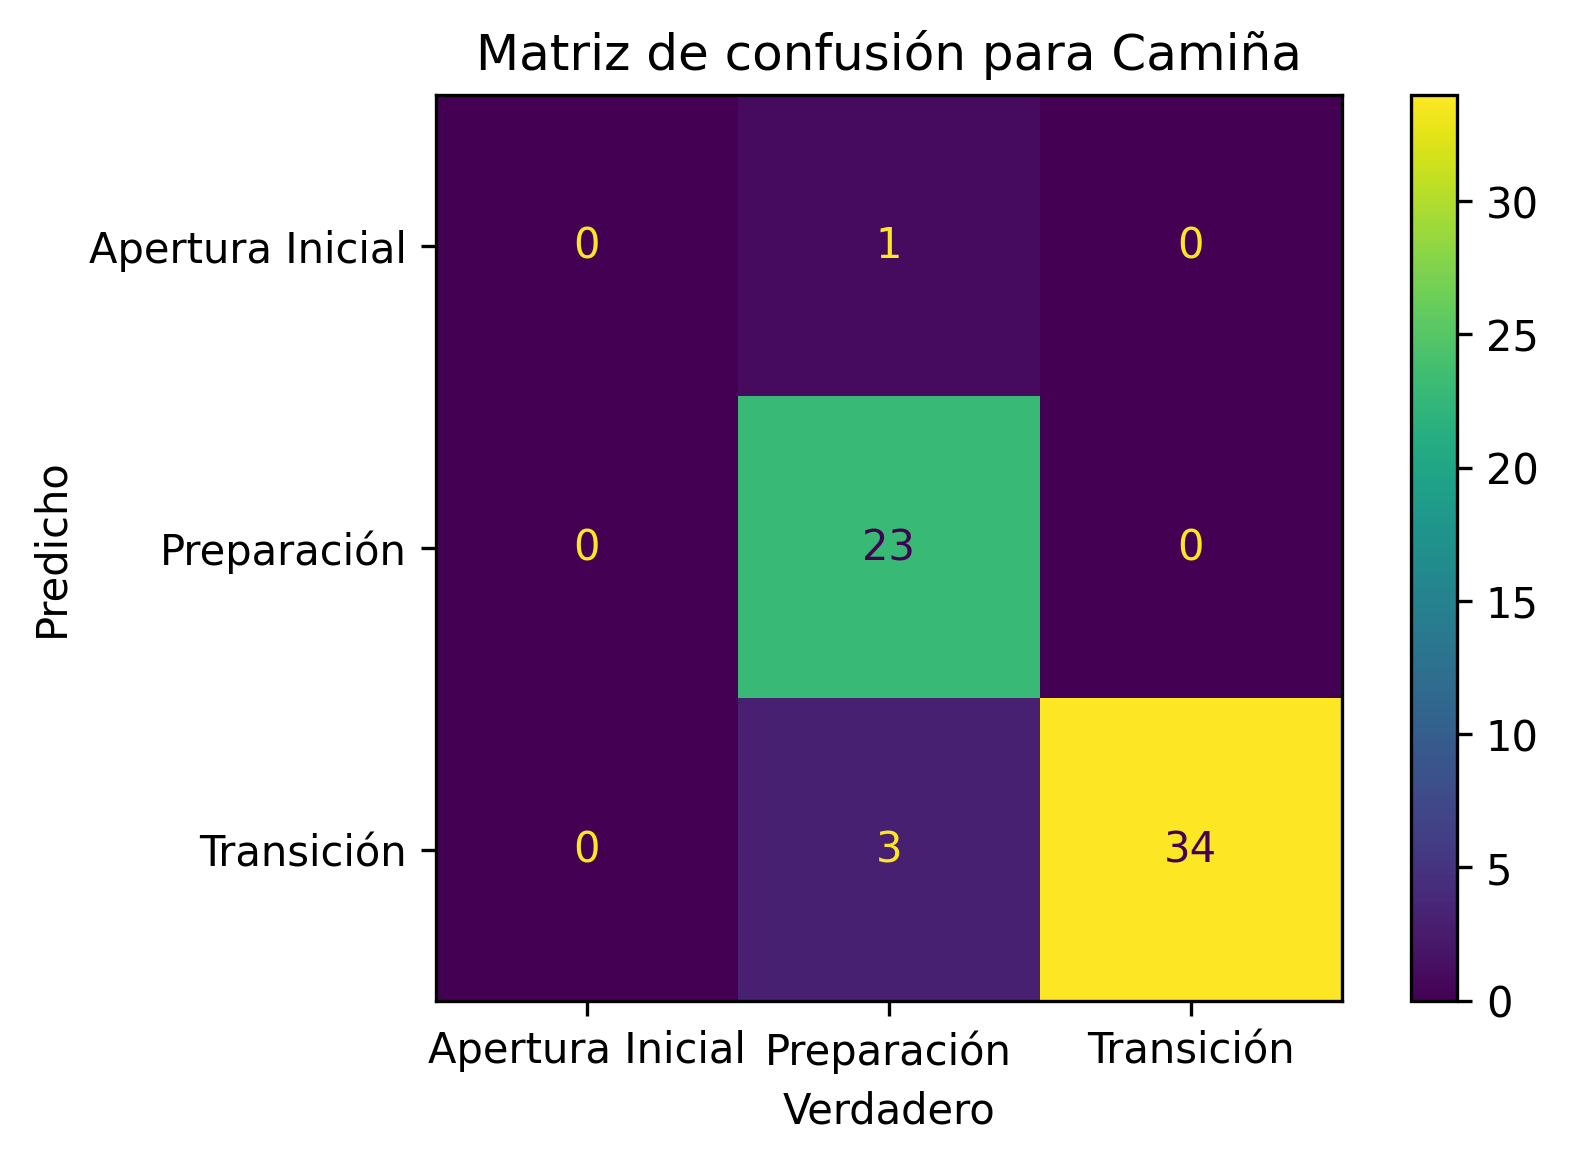 Matriz de confusión para Camiña
Predicho
Apertura Inicial
0 1 0
Preparación
0 23 0
Transición
0 3 34
Apertura Inicial Preparación Transición
Verdadero
30
25
20
15
10
5
0